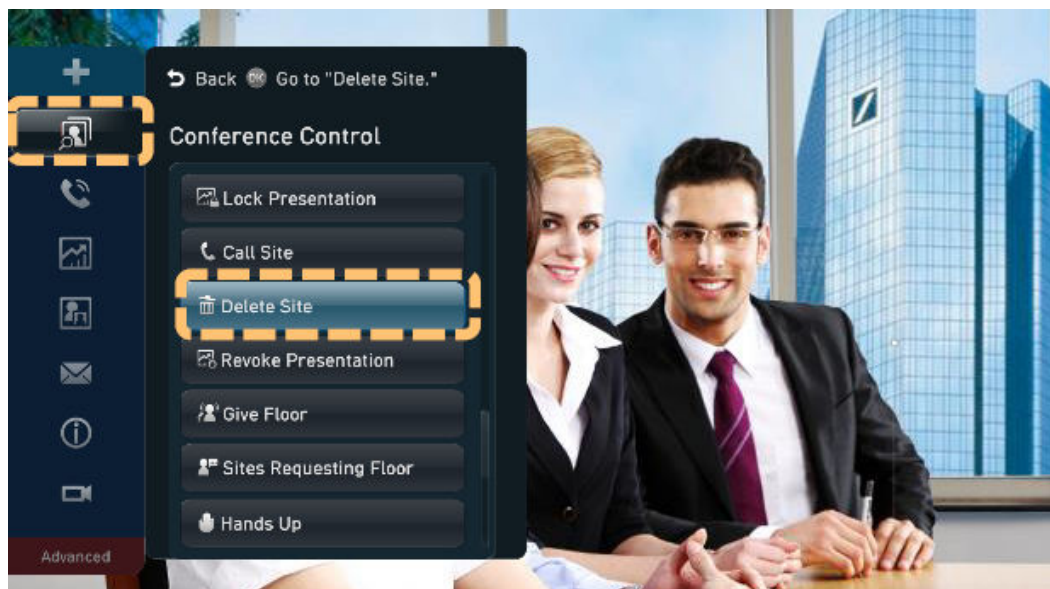 Back OK Go to "Delete Site."
Conference Control
Lock Presentation
Call Site
Delete Site
Revoke Presentation
Give Floor
Sites Requesting Floor
Hands Up
Advanced